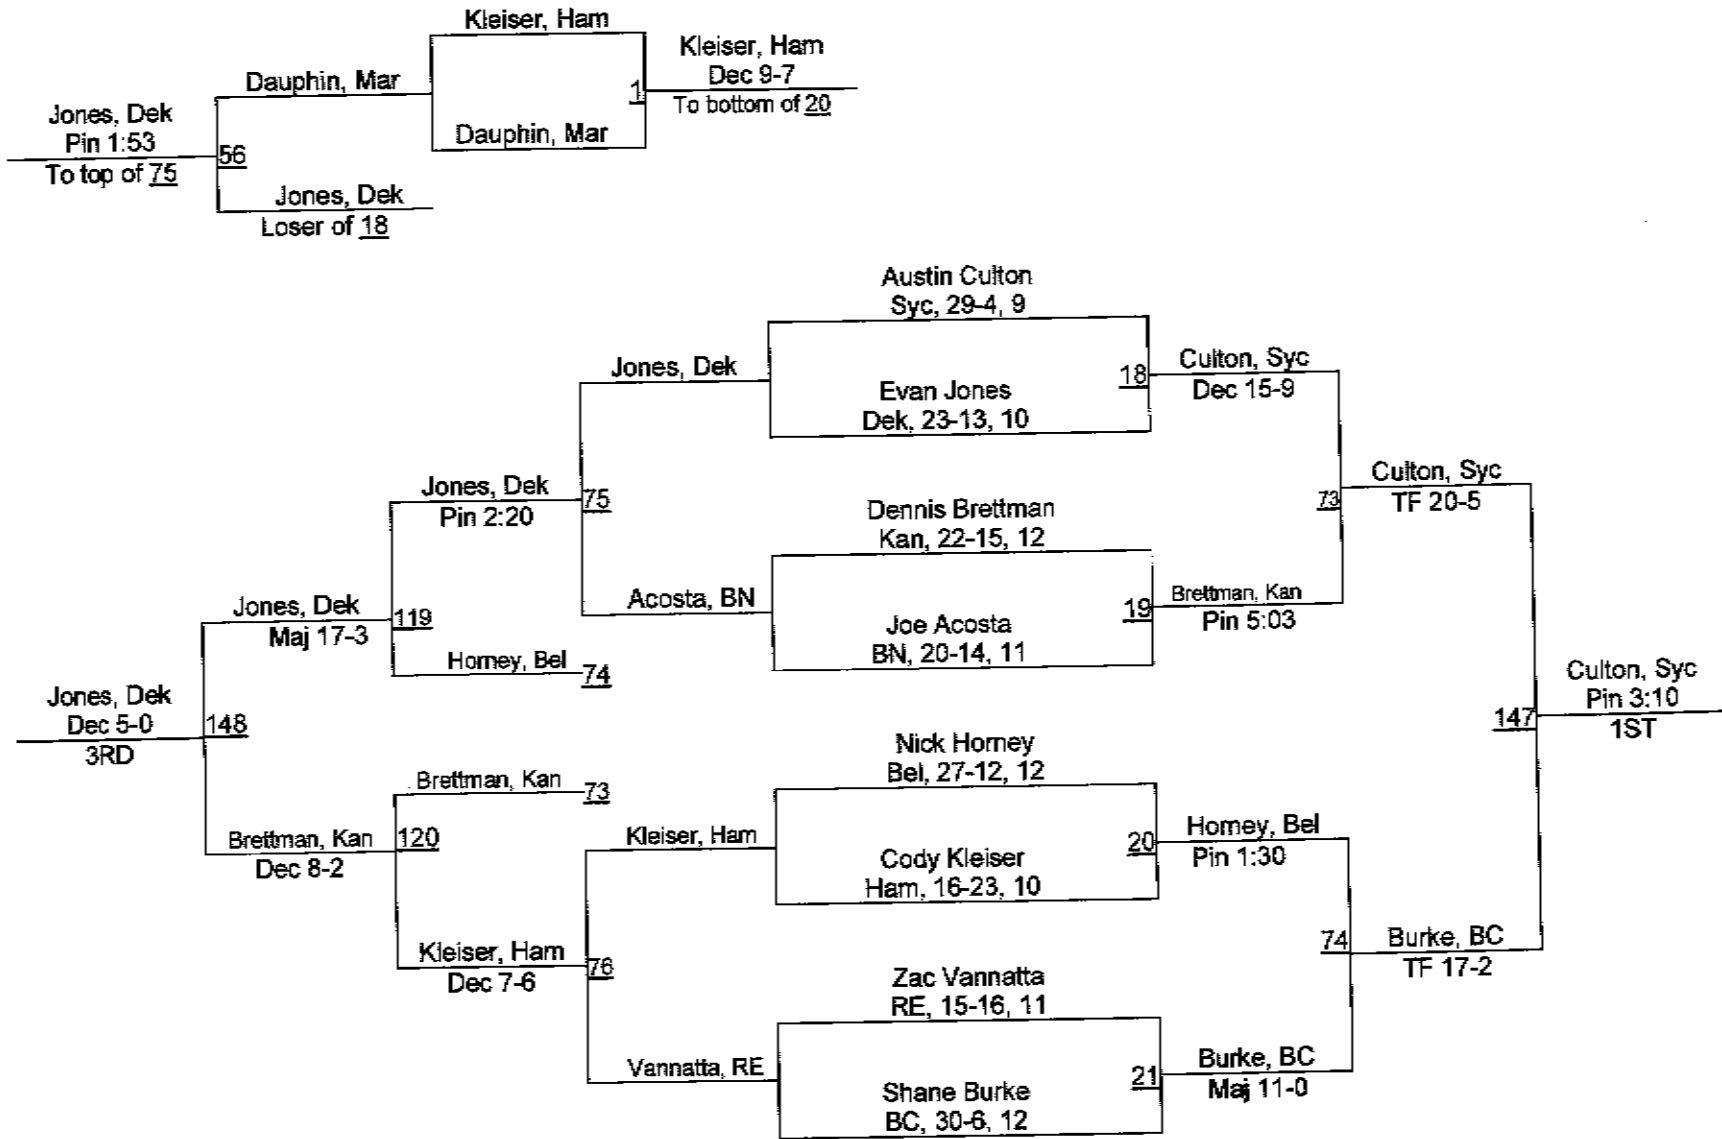 Kleiser, Ham
Kleiser, Ham
Dec 9-7
1
To bottom of 20
Dauphin, Mar
Dauphin, Mar
Jones, Dek
Pin 1:53
56
To top of 75
Jones, Dek
Loser of 18
Austin Culton
Syc, 29-4, 9
Jones, Dek
18
Culton, Syc
Dec 15-9
Evan Jones
Dek, 23-13, 10
Jones, Dek
Pin 2:20
75
Culton, Syc
73
TF 20-5
Dennis Brettman
Kan, 22-15, 12
Acosta, BN
19
Brettman, Kan
Pin 5:03
Joe Acosta
BN, 20-14, 11
Jones, Dek
Maj 17-3
119
Horney, Bel
74
Jones, Dek
Dec 5-0
148
3RD
147
Culton, Syc
Pin 3:10
1ST
Nick Horney
Bel, 27-12, 12
Brettman, Kan
73
Brettman, Kan
120
Dec 8-2
Kleiser, Ham
20
Horney, Bel
Pin 1:30
Cody Kleiser
Ham, 16-23, 10
Kleiser, Ham
76
Dec 7-6
74
Burke, BC
TF 17-2
Zac Vannatta
RE, 15-16, 11
Vannatta, RE
21
Burke, BC
Maj 11-0
Shane Burke
BC, 30-6, 12